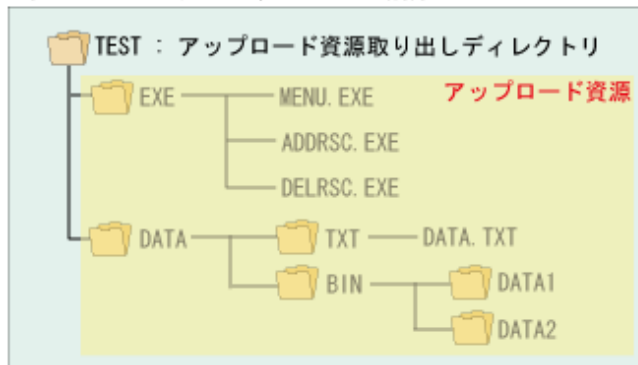 TEST : アップロード資源取り出しディレクトリ
EXE MENU.EXE アップロード資源
ADDRSC.EXE
DELRSC.EXE
DATA TXT DATA.TXT
BIN DATA1
DATA2